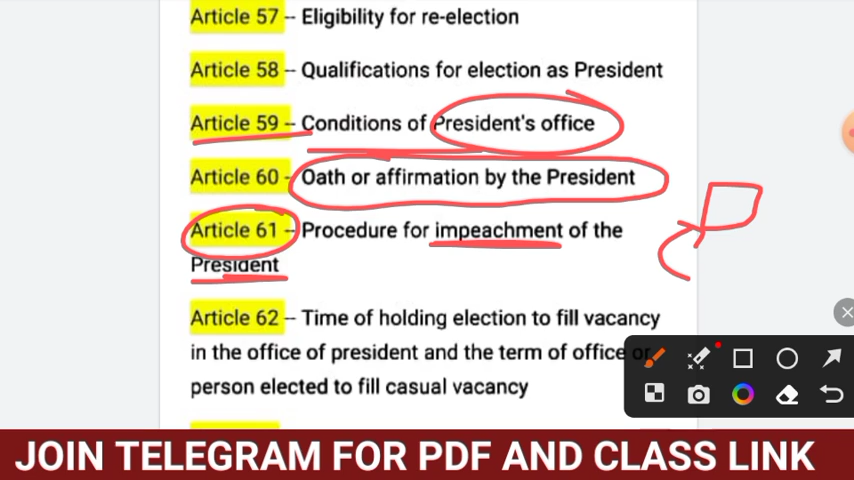 Article 57 -- Eligibility for re-election
Article 58 -- Qualifications for election as President
Article 59 -- Conditions of President's office
Article 60 - Oath or affirmation by the President
Article 61 -- Procedure for impeachment of the
President
Article 62 -- Time of holding election to fill vacancy
in the office of president and the term of office or
person elected to fill casual vacancy
JOIN TELEGRAM FOR PDF AND CLASS LINK